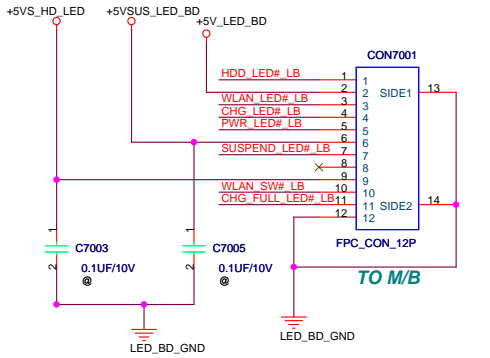 +5VS_HD_LED
+5VSUS_LED_BD
+5V_LED_BD
CON7001
HDD_LED#_LB 1 1
2 2 SIDE1 13
WLAN_LED#_LB 3 3
CHG_LED#_LB 4 4
PWR_LED#_LB 5 5
6 6
SUSPEND_LED#_LB 7 7
8 8
9 9
WLAN_SW#_LB 10 10
CHG_FULL_LED#_LB 11 11 SIDE2 14
12 12
FPC_CON_12P
TO M/B
1 1
C7003 C7005
2 2
0.1UF/10V 0.1UF/10V
@ @
LED_BD_GND
LED_BD_GND